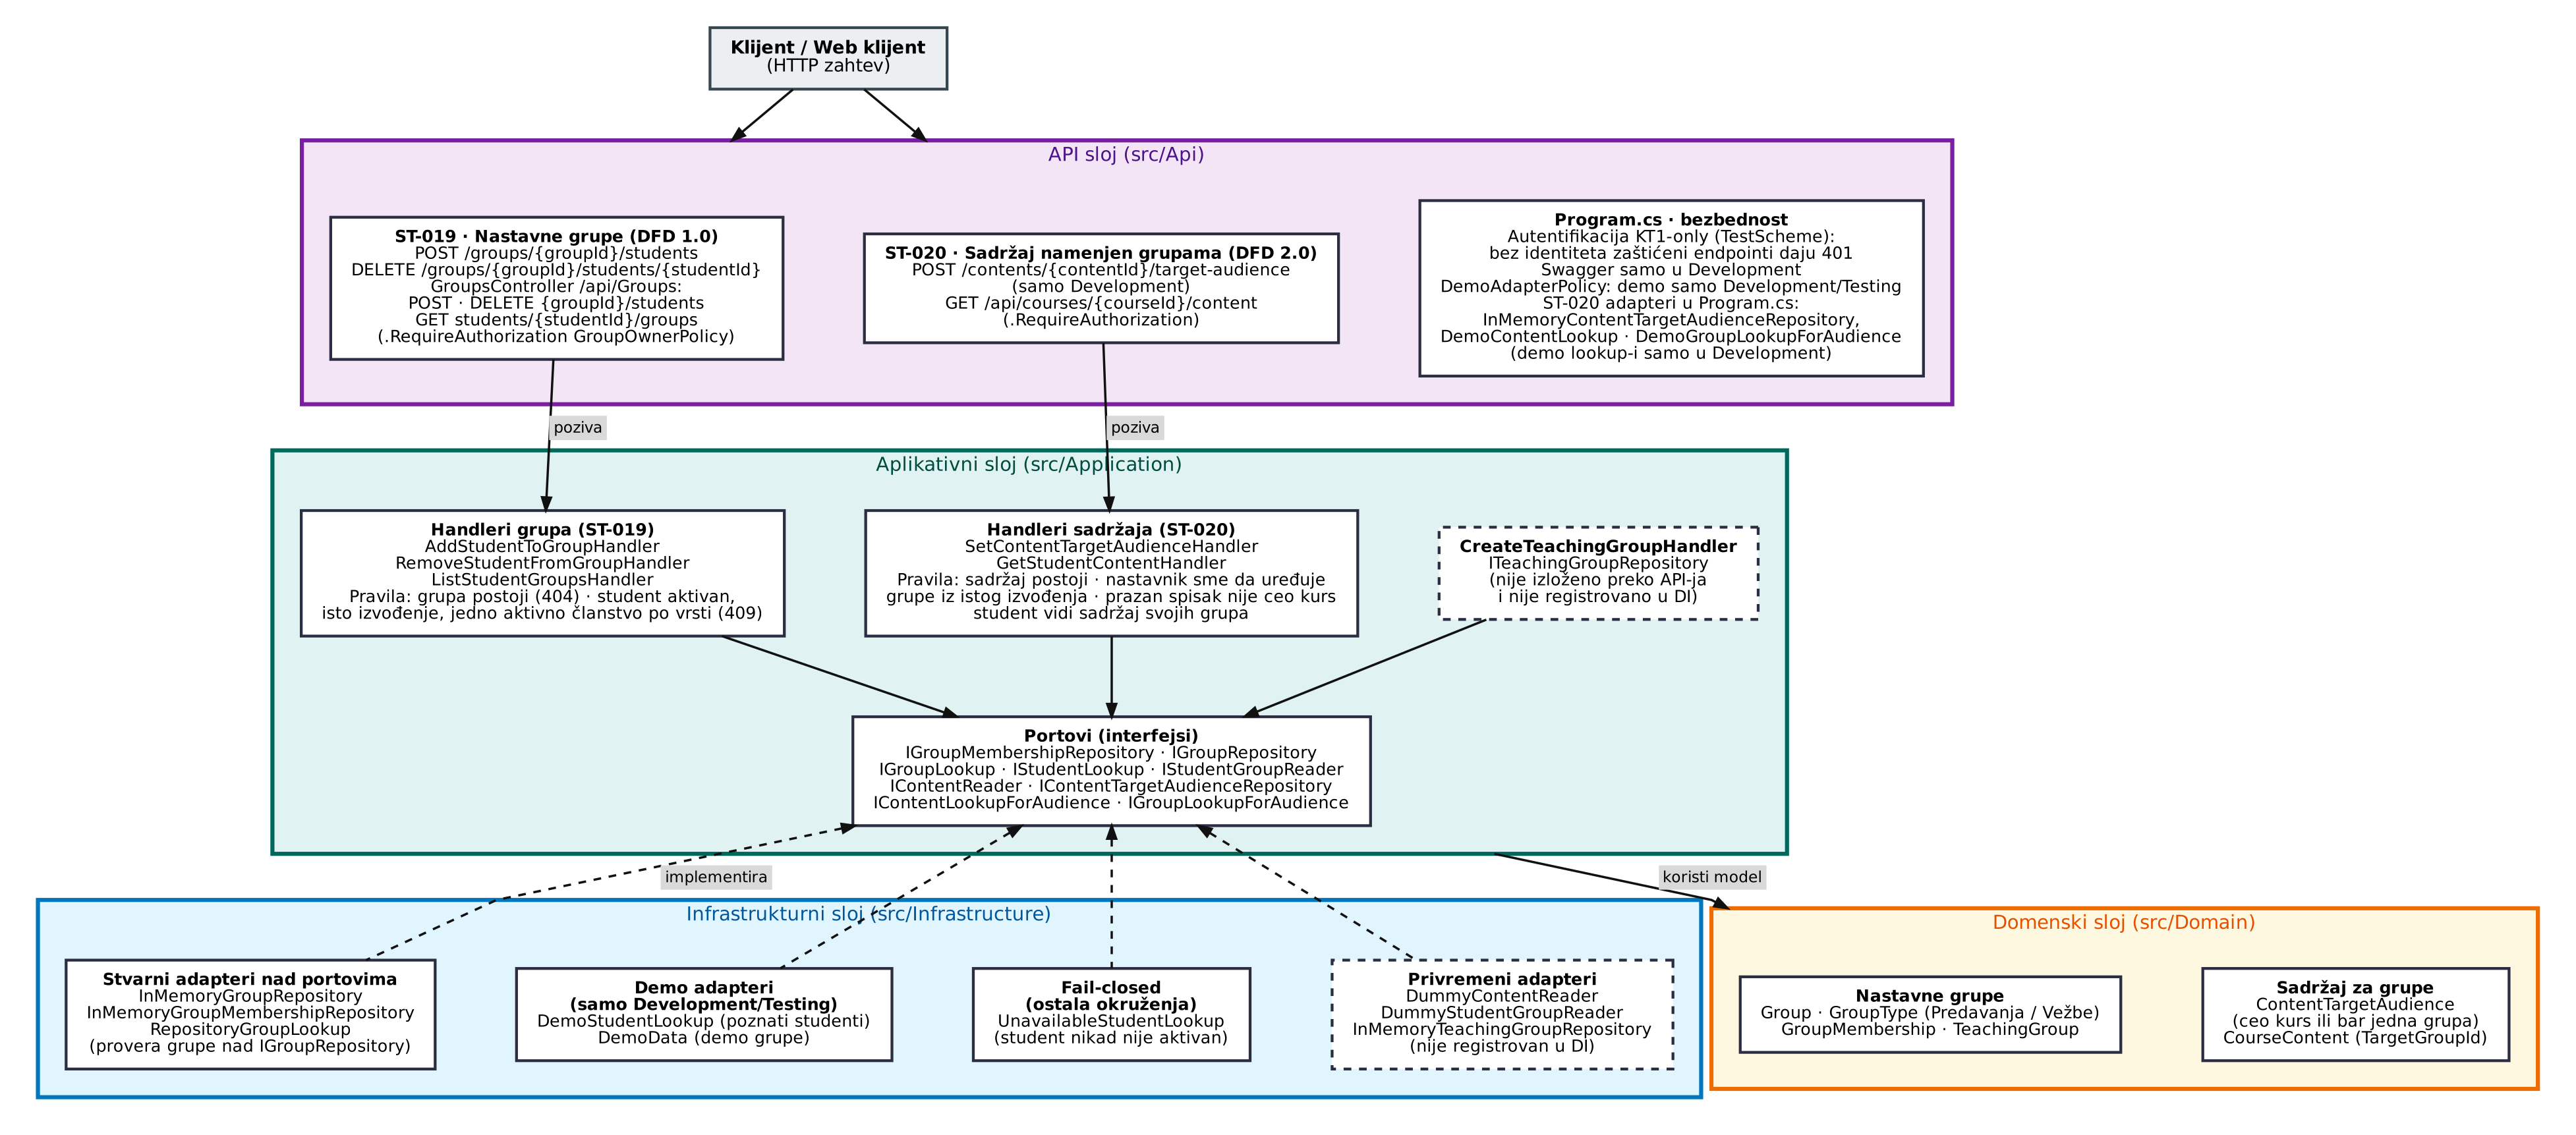 Klijent / Web klijent
(HTTP zahtev)
API sloj (src/Api)
ST-019 · Nastavne grupe (DFD 1.0)
POST /groups/{groupId}/students
DELETE /groups/{groupId}/students/{studentId}
GroupsController /api/Groups:
POST · DELETE {groupId}/students
GET students/{studentId}/groups
(.RequireAuthorization GroupOwnerPolicy)
ST-020 · Sadržaj namenjen grupama (DFD 2.0)
POST /contents/{contentId}/target-audience
(samo Development)
GET /api/courses/{courseId}/content
(.RequireAuthorization)
Program.cs · bezbednost
Autentifikacija KT1-only (TestScheme):
bez identiteta zaštićeni endpointi daju 401
Swagger samo u Development
DemoAdapterPolicy: demo samo Development/Testing
ST-020 adapteri u Program.cs:
InMemoryContentTargetAudienceRepository,
DemoContentLookup · DemoGroupLookupForAudience
(demo lookup-i samo u Development)
poziva
poziva
Aplikativni sloj (src/Application)
Handleri grupa (ST-019)
AddStudentToGroupHandler
RemoveStudentFromGroupHandler
ListStudentGroupsHandler
Pravila: grupa postoji (404) · student aktivan,
isto izvođenje, jedno aktivno članstvo po vrsti (409)
Handleri sadržaja (ST-020)
SetContentTargetAudienceHandler
GetStudentContentHandler
Pravila: sadržaj postoji · nastavnik sme da uređuje
grupe iz istog izvođenja · prazan spisak nije ceo kurs
student vidi sadržaj svojih grupa
CreateTeachingGroupHandler
ITeachingGroupRepository
(nije izloženo preko API-ja
i nije registrovano u DI)
Portovi (interfejsi)
IGroupMembershipRepository · IGroupRepository
IGroupLookup · IStudentLookup · IStudentGroupReader
IContentReader · IContentTargetAudienceRepository
IContentLookupForAudience · IGroupLookupForAudience
implementira
koristi model
Infrastrukturni sloj (src/Infrastructure)
Stvarni adapteri nad portovima
InMemoryGroupRepository
InMemoryGroupMembershipRepository
RepositoryGroupLookup
(provera grupe nad IGroupRepository)
Demo adapteri
(samo Development/Testing)
DemoStudentLookup (poznati studenti)
DemoData (demo grupe)
Fail-closed
(ostala okruženja)
UnavailableStudentLookup
(student nikad nije aktivan)
Privremeni adapteri
DummyContentReader
DummyStudentGroupReader
InMemoryTeachingGroupRepository
(nije registrovan u DI)
Domenski sloj (src/Domain)
Nastavne grupe
Group · GroupType (Predavanja / Vežbe)
GroupMembership · TeachingGroup
Sadržaj za grupe
ContentTargetAudience
(ceo kurs ili bar jedna grupa)
CourseContent (TargetGroupId)